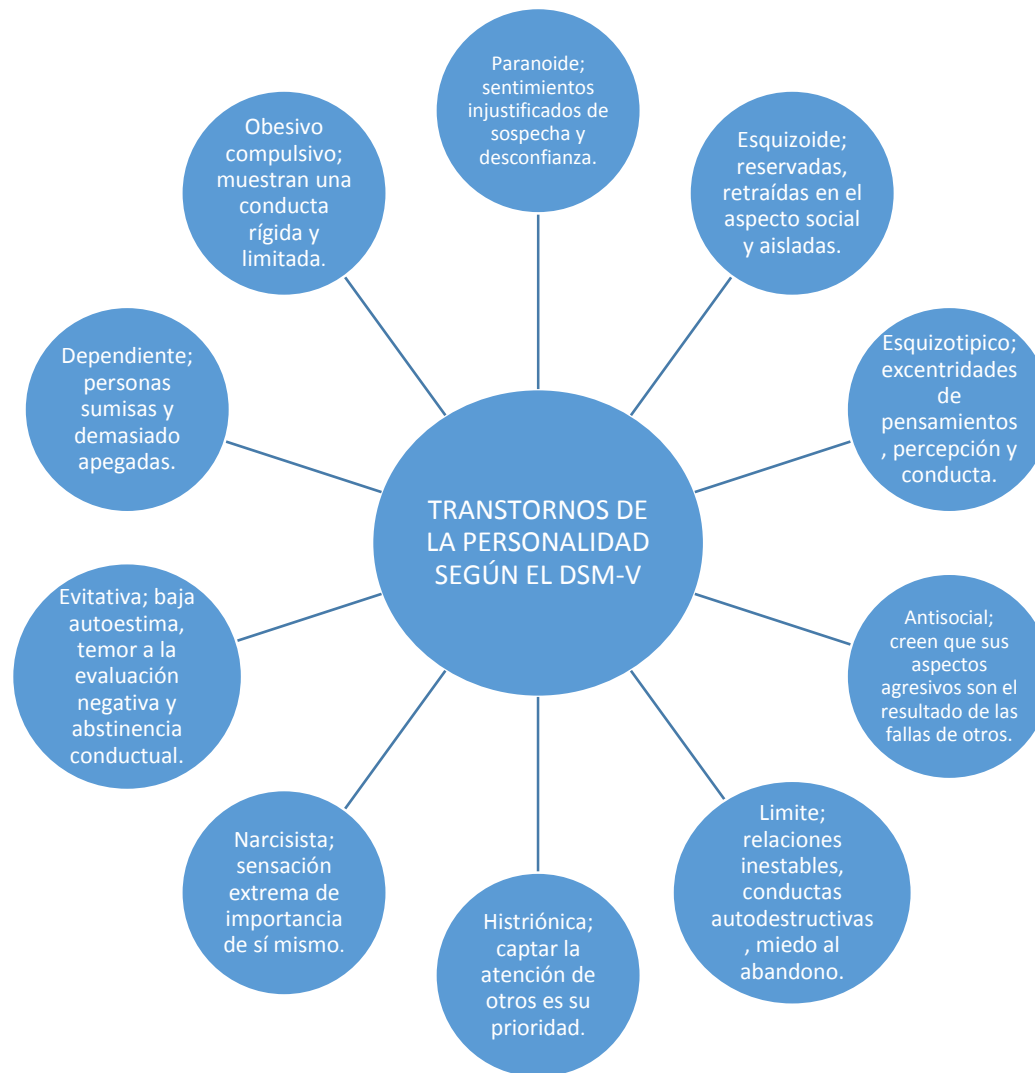 Paranoide;
sentimientos
injustificados de
sospecha y
desconfianza.
Esquizoide;
reservadas,
retraídas en el
aspecto social
y aisladas.
Esquizotipico;
excentridades
de
pensamientos
, percepción y
conducta.
Antisocial;
creen que sus
aspectos
agresivos son el
resultado de las
fallas de otros.
Limite;
relaciones
inestables,
conductas
autodestructivas
, miedo al
abandono.
Histriónica;
captar la
atención de
otros es su
prioridad.
Narcisista;
sensación
extrema de
importancia
de sí mismo.
Evitativa; baja
autoestima,
temor a la
evaluación
negativa y
abstinencia
conductual.
Dependiente;
personas
sumisas y
demasiado
apegadas.
Obesivo
compulsivo;
muestran una
conducta
rígida y
limitada.
TRANSTORNOS DE
LA PERSONALIDAD
SEGÚN EL DSM-V